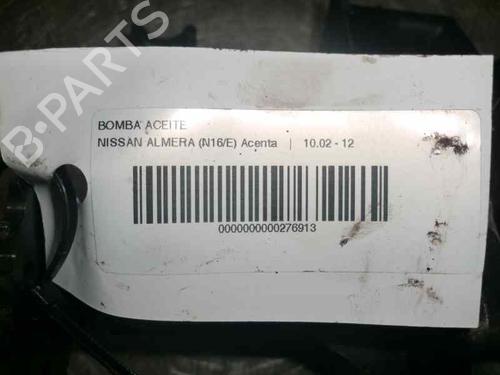 B-PARTS
BOMBA ACEITE
NISSAN ALMERA (N16/E) Acenta | 10.02 - 12
0000000000276913